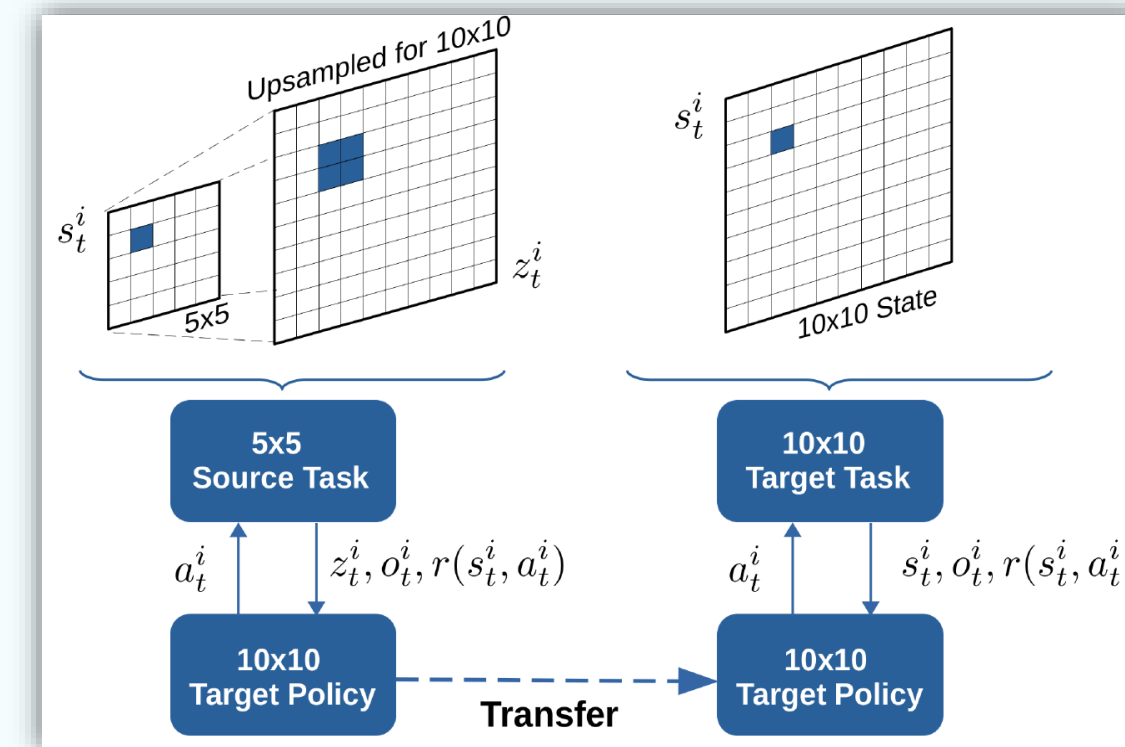 Upsampled for 10x10
s_t^i
5x5
z_t^i
s_t^i
10x10 State
5x5
Source Task
10x10
Target Task
a_t^i
z_t^i, o_t^i, r(s_t^i, a_t^i)
a_t^i
s_t^i, o_t^i, r(s_t^i, a_t^i
10x10
Target Policy
Transfer
10x10
Target Policy